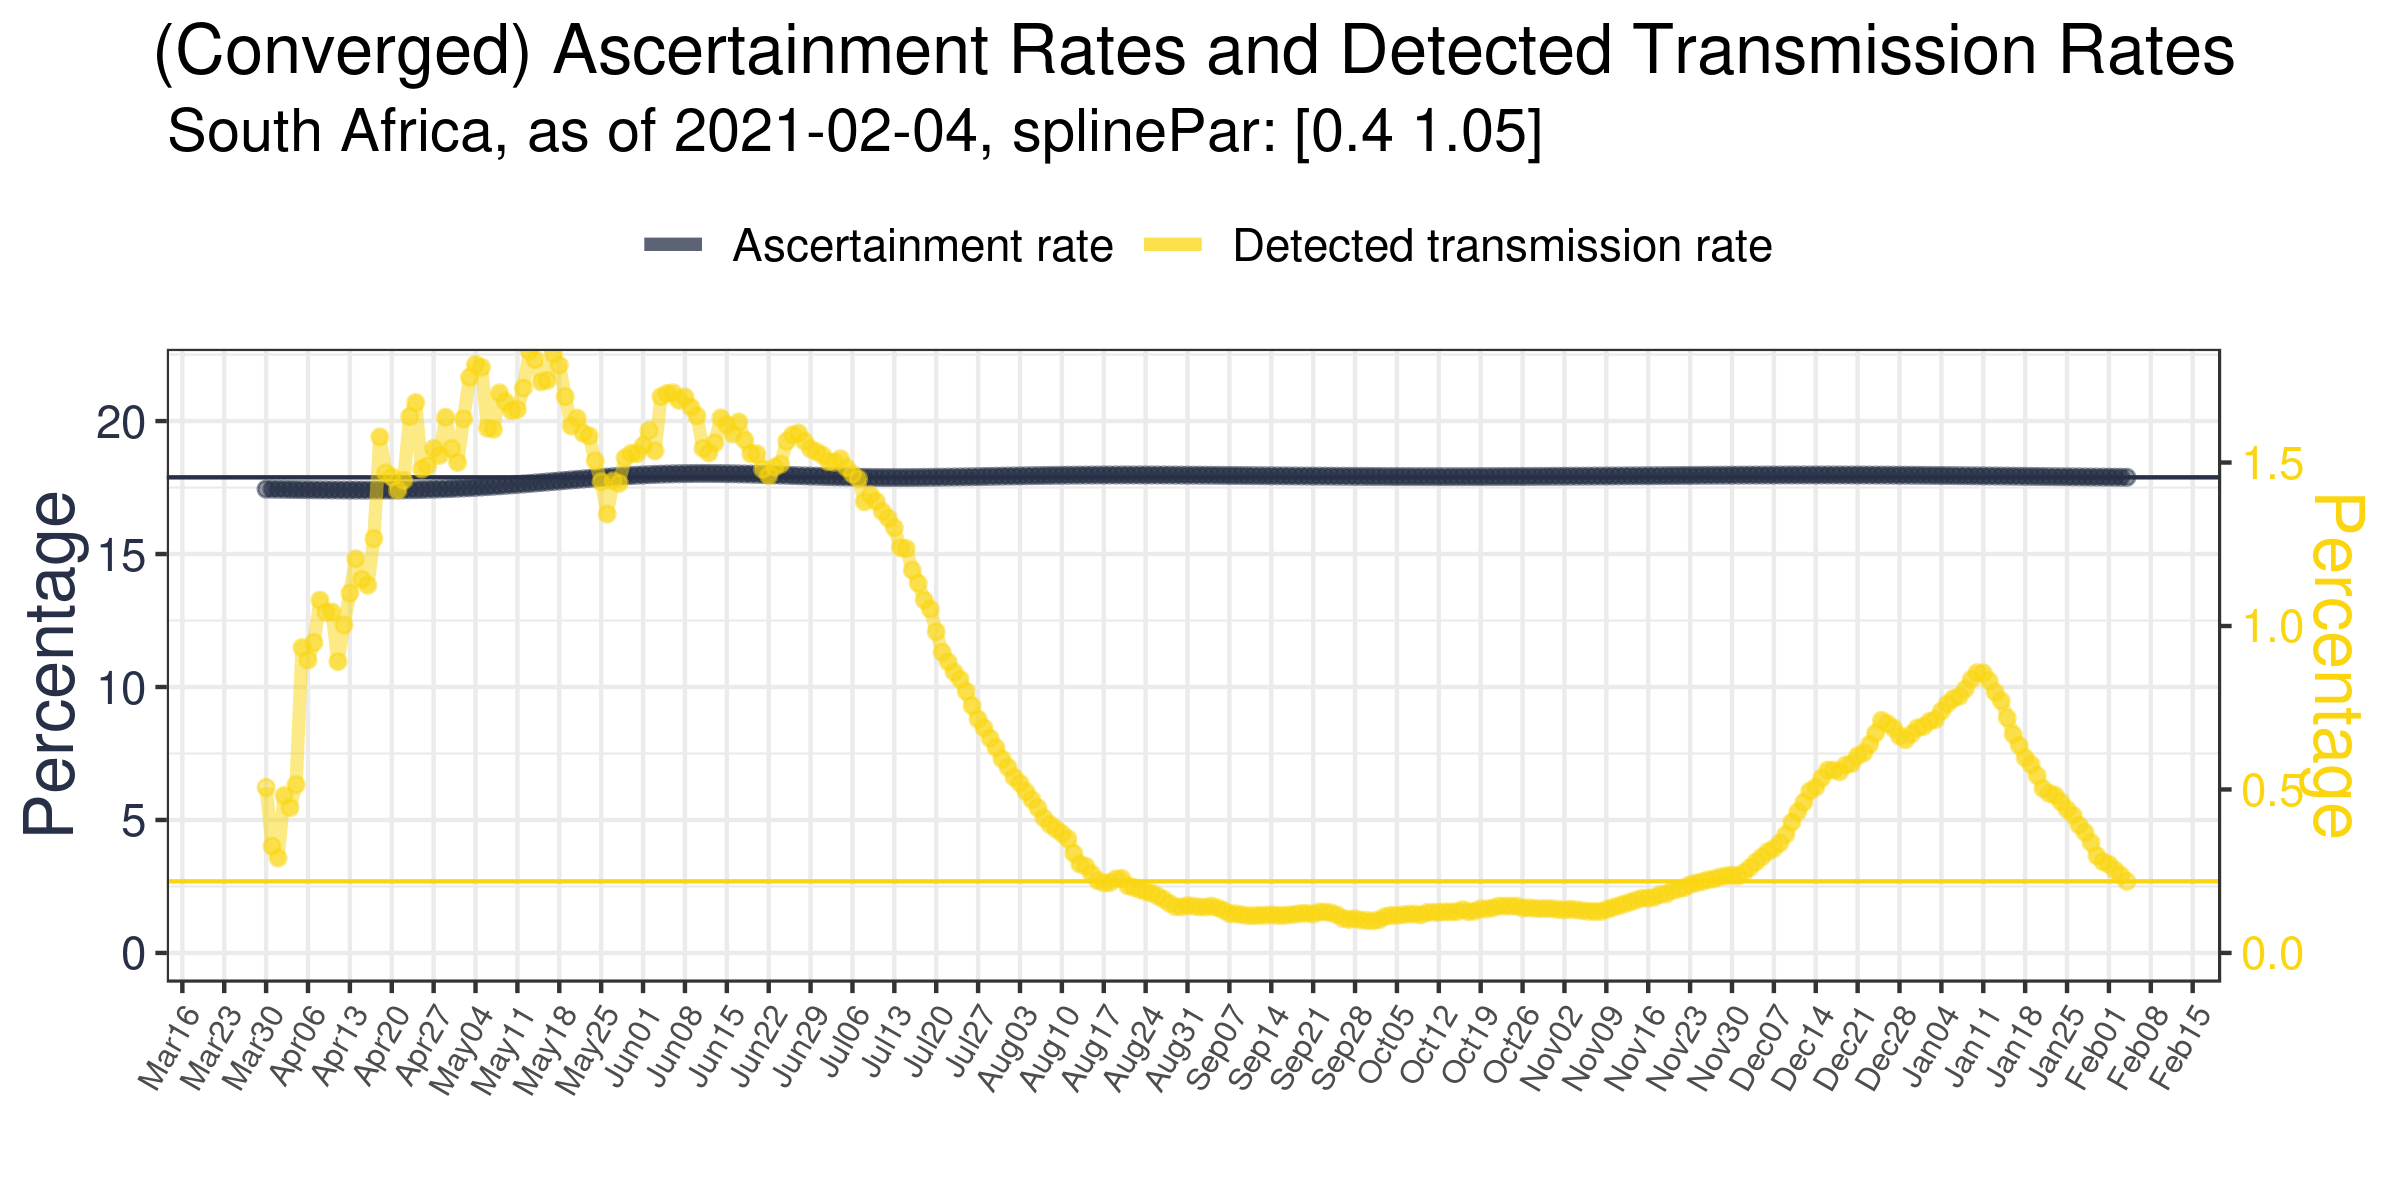 (Converged) Ascertainment Rates and Detected Transmission Rates
South Africa, as of 2021-02-04, splinePar: [0.4 1.05]
Ascertainment rate Detected transmission rate
Percentage
20
15
10
5
0
1.5
1.0
0.5
0.0
Percentage
Mar16 Mar23 Mar30 Apr06 Apr13 Apr20 Apr27 May04 May11 May18 May25 Jun01 Jun08 Jun15 Jun22 Jun29 Jul06 Jul13 Jul20 Jul27 Aug03 Aug10 Aug17 Aug24 Aug31 Sep07 Sep14 Sep21 Sep28 Oct05 Oct12 Oct19 Oct26 Nov02 Nov09 Nov16 Nov23 Nov30 Dec07 Dec14 Dec21 Dec28 Jan04 Jan11 Jan18 Jan25 Feb01 Feb08 Feb15